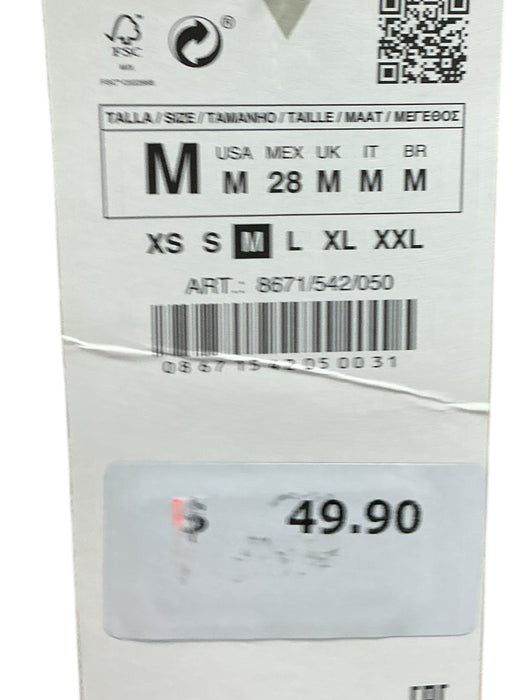 FSC
TALLA / SIZE / TAMANHO / TAILLE / MAAT / ΜΕΓΕΘΟΣ
M USA MEX UK IT BR
M 28 M M M
XS S M L XL XXL
ART.: 8671/542/050
08671542050031
$ 49.90